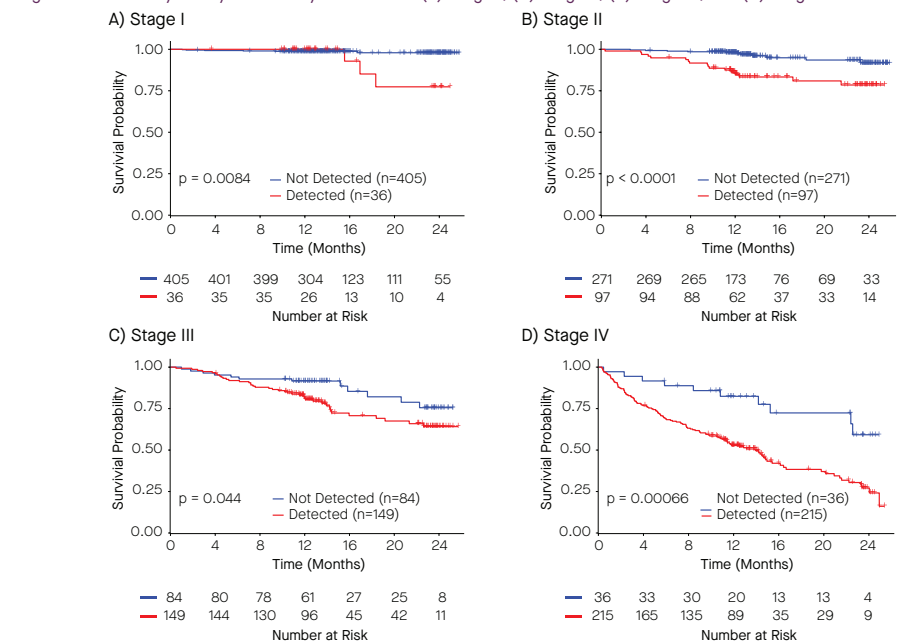 A) Stage I
B) Stage II
Survivial Probability
1.00
0.75
0.50
0.25
0.00
p = 0.0084
Not Detected (n=405)
Detected (n=36)
0 4 8 12 16 20 24
Time (Months)
405 401 399 304 123 111 55
36 35 35 26 13 10 4
Number at Risk
Survivial Probability
1.00
0.75
0.50
0.25
0.00
p < 0.0001
Not Detected (n=271)
Detected (n=97)
0 4 8 12 16 20 24
Time (Months)
271 269 265 173 76 69 33
97 94 88 62 37 33 14
Number at Risk
C) Stage III
D) Stage IV
Survivial Probability
1.00
0.75
0.50
0.25
0.00
p = 0.044
Not Detected (n=84)
Detected (n=149)
0 4 8 12 16 20 24
Time (Months)
84 80 78 61 27 25 8
149 144 130 96 45 42 11
Number at Risk
Survivial Probability
1.00
0.75
0.50
0.25
0.00
p = 0.00066
Not Detected (n=36)
Detected (n=215)
0 4 8 12 16 20 24
Time (Months)
36 33 30 20 13 13 4
215 165 135 89 35 29 9
Number at Risk